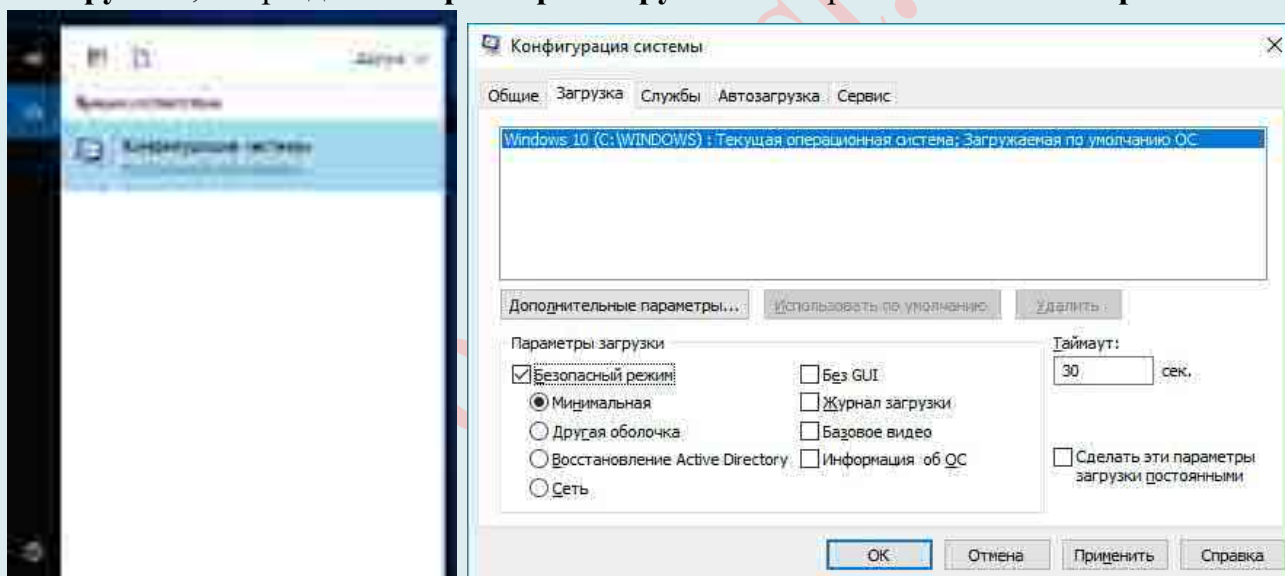 Конфигурация системы
Общие Загрузка Службы Автозагрузка Сервис
Windows 10 (C:\WINDOWS) : Текущая операционная система; Загружаемая по умолчанию ОС
Дополнительные параметры... Использовать по умолчанию Удалить
Параметры загрузки
Таймаут:
Безопасный режим Без GUI 30 сек.
Минимальная Журнал загрузки
Другая оболочка Базовое видео
Восстановление Active Directory Информация об ОС Сделать эти параметры
Сеть загрузки постоянными
ОК Отмена Применить Справка
Конфигурация системы